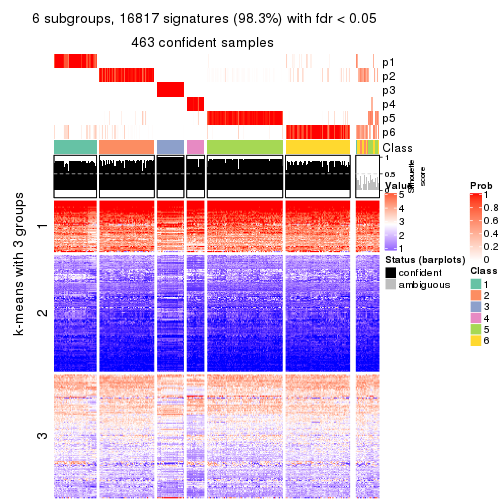 6 subgroups, 16817 signatures (98.3%) with fdr < 0.05
463 confident samples
p1
p2
p3
p4
p5
p6
Class
1
0.5
0
Silhouette
score
k-means with 3 groups
1
2
3
Value
5
4
3
2
1
Status (barplots)
confident
ambiguous
Prob
1
0.8
0.6
0.4
0.2
0
Class
1
2
3
4
5
6